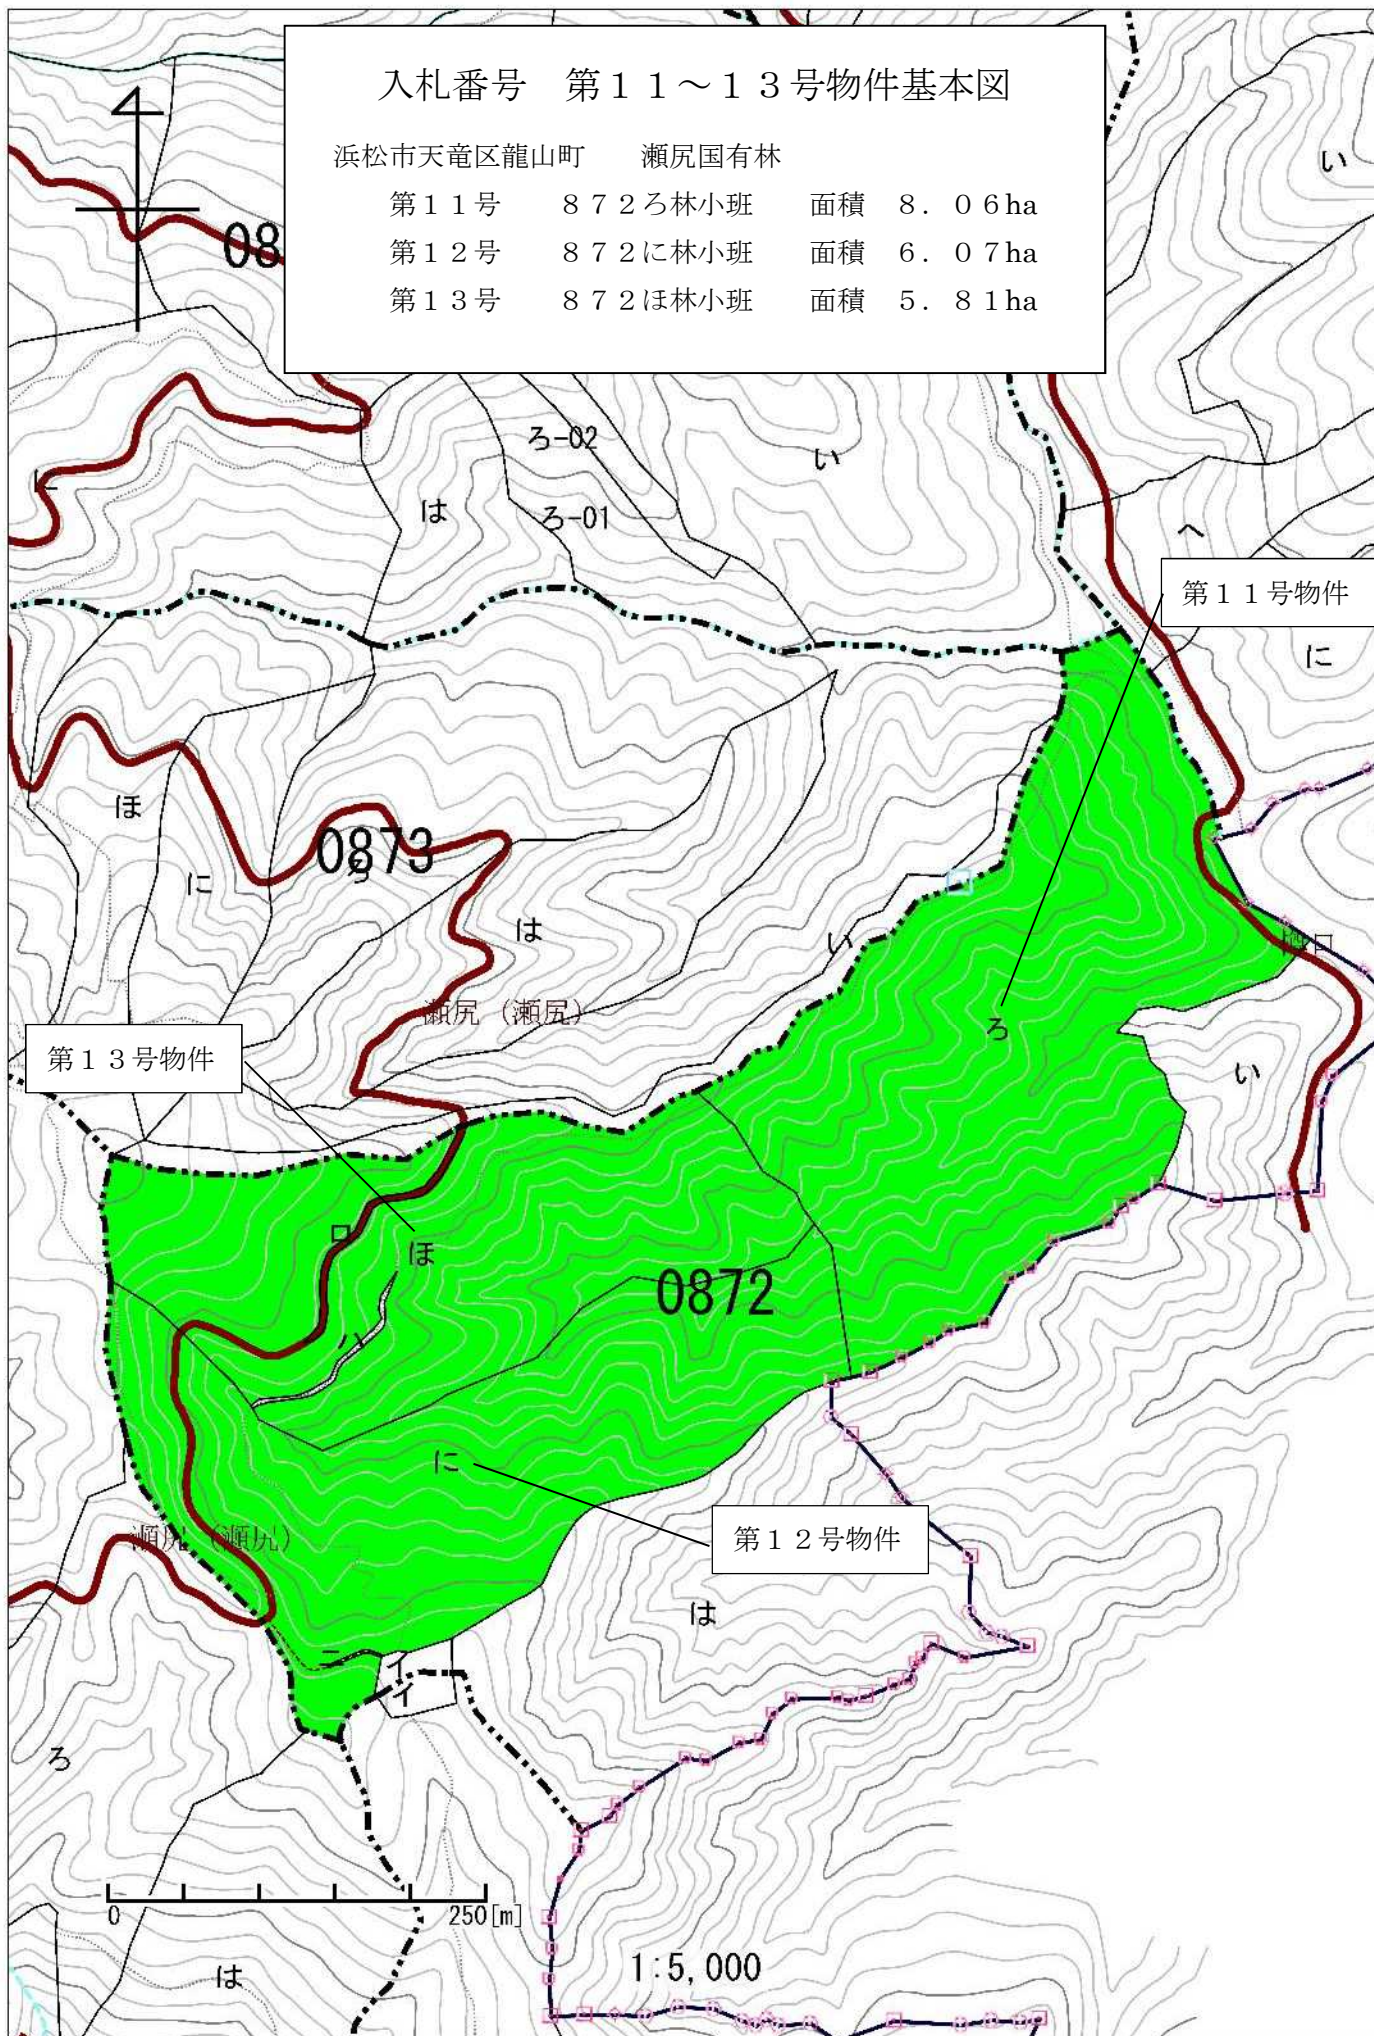 入札番号　第１１～１３号物件基本図
浜松市天竜区龍山町　　瀬尻国有林
第１１号　　８７２ろ林小班　　面積　８．０６ha
第１２号　　８７２に林小班　　面積　６．０７ha
第１３号　　８７２ほ林小班　　面積　５．８１ha
08
い
ろ-02
い
は
ろ-01
へ
第１１号物件
に
ほ
0873
に
は
い
瀬尻（瀬尻）
ろ
第１３号物件
い
ロ
ほ
0872
ハ
に
瀬尻（瀬尻）
第１２号物件
は
ニ
イ
イ
ろ
0
250[m]
1:5,000
は